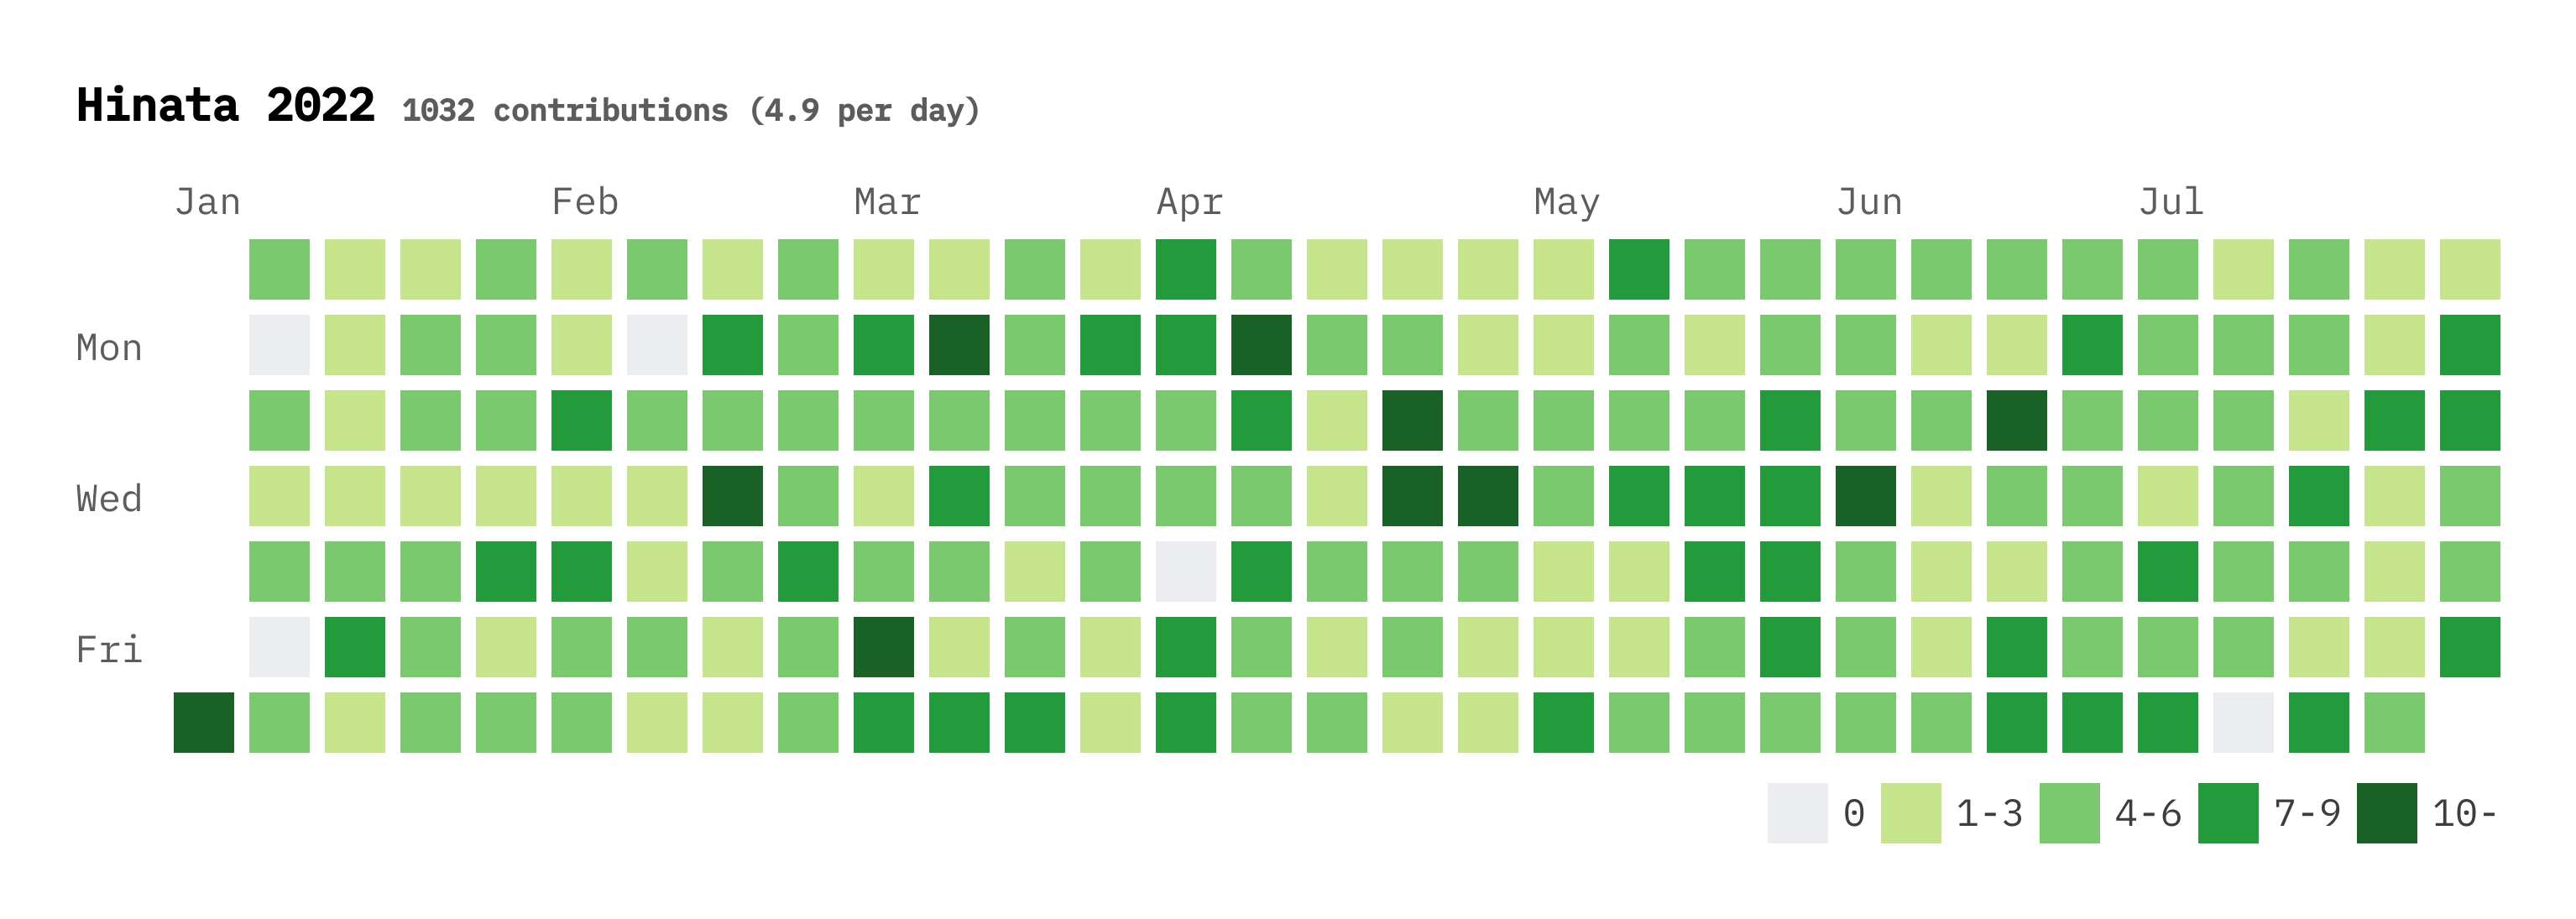 Hinata 2022 1032 contributions (4.9 per day)
Jan Feb Mar Apr May Jun Jul
Mon
Wed
Fri
0 1-3 4-6 7-9 10-